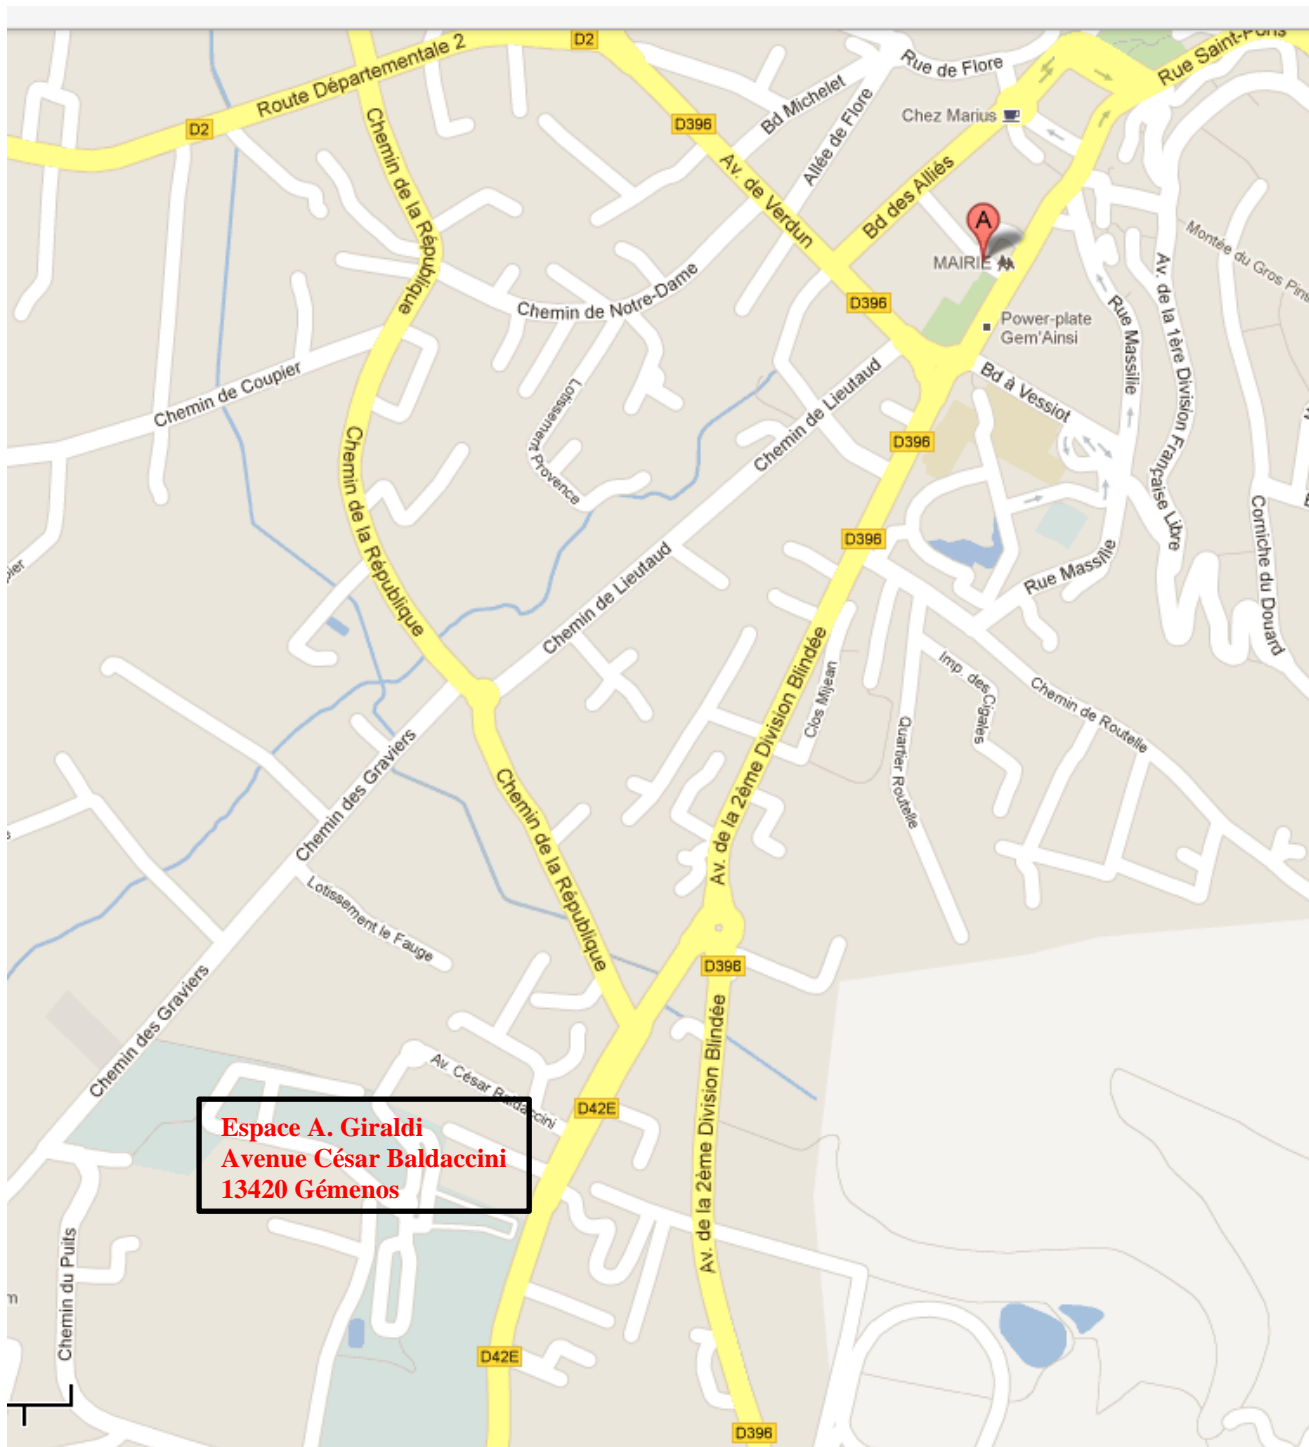 D2
Rue Saint-Pons
Route Départementale 2
Rue de Flore
Bd Michelet
Chez Marius
D396
D2
Chemin de la République
Allée de Flore
Av. de Verdun
Bd des Alliés
A
MAIRIE
Montée du Gros Pins
Av. de la 1ère Division Française Libre
Chemin de Notre-Dame
D396
Rue Massilie
Power-plate
Gem'Ainsi
Chemin de Coupier
Lotissement Provence
Chemin de Lieutaud
Bd à Vessiot
D396
Chemin de la République
Corniche du Douard
D396
Chemin de Lieutaud
Rue Massilie
Av. de la 2ème Division Blindée
Clos Mijean
Imp. des Cigales
Chemin de Routelle
Quartier Routelle
Chemin des Graviers
Chemin de la République
Lotissement le Fauge
D396
Chemin des Graviers
Av. de la 2ème Division Blindée
Av. César Baldaccini
D42E
Espace A. Giraldi
Avenue César Baldaccini
13420 Gémenos
Chemin du Puits
D42E
D396